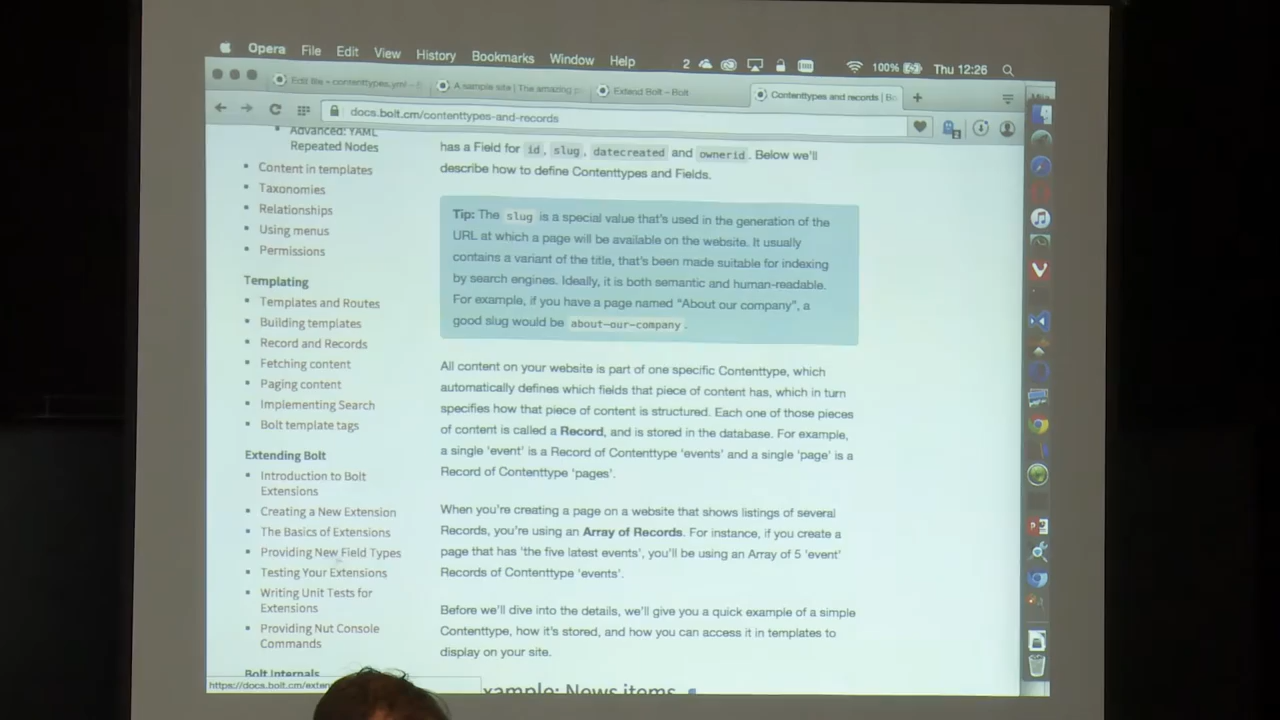 Opera File Edit View History Bookmarks Window Help 2 100% Thu 12:26
Edit file » contenttypes.yml
A sample site | The amazing
Extend Bolt – Bolt
Contenttypes and records | Bo
docs.bolt.cm/contenttypes-and-records
Advanced: YAML
Repeated Nodes
Content in templates
Taxonomies
Relationships
Using menus
Permissions
Templating
Templates and Routes
Building templates
Record and Records
Fetching content
Paging content
Implementing Search
Bolt template tags
Extending Bolt
Introduction to Bolt
Extensions
Creating a New Extension
The Basics of Extensions
Providing New Field Types
Testing Your Extensions
Writing Unit Tests for
Extensions
Providing Nut Console
Commands
Bolt Internals
https://docs.bolt.cm/exten
has a Field for id, slug, datecreated and ownerid. Below we'll
describe how to define Contenttypes and Fields.
Tip: The slug is a special value that's used in the generation of the
URL at which a page will be available on the website. It usually
contains a variant of the title, that's been made suitable for indexing
by search engines. Ideally, it is both semantic and human-readable.
For example, if you have a page named “About our company”, a
good slug would be about-our-company.
All content on your website is part of one specific Contenttype, which
automatically defines which fields that piece of content has, which in turn
specifies how that piece of content is structured. Each one of those pieces
of content is called a Record, and is stored in the database. For example,
a single 'event' is a Record of Contenttype 'events' and a single 'page' is a
Record of Contenttype 'pages'.
When you're creating a page on a website that shows listings of several
Records, you're using an Array of Records. For instance, if you create a
page that has 'the five latest events', you'll be using an Array of 5 'event'
Records of Contenttype 'events'.
Before we'll dive into the details, we'll give you a quick example of a simple
Contenttype, how it's stored, and how you can access it in templates to
display on your site.
xample: News items